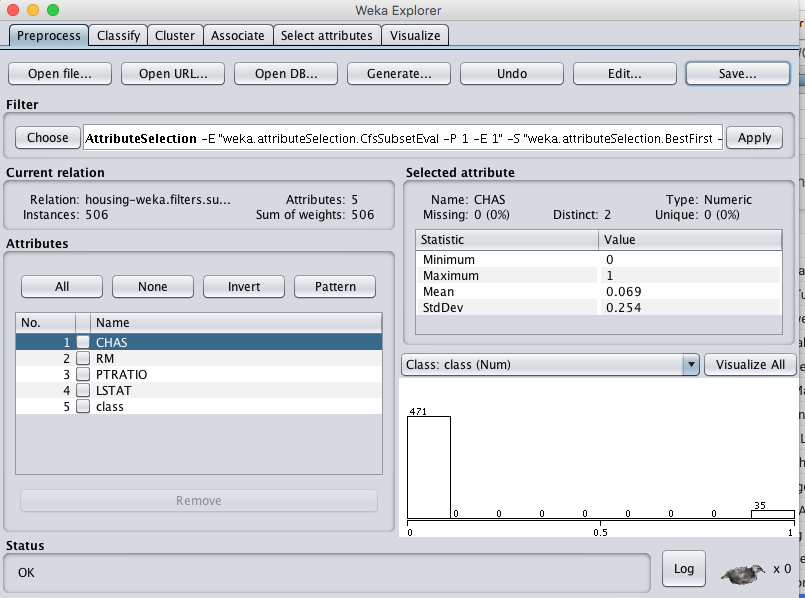 Weka Explorer
Preprocess Classify Cluster Associate Select attributes Visualize
Open file... Open URL... Open DB... Generate... Undo Edit... Save...
Filter
Choose AttributeSelection -E "weka.attributeSelection.CfsSubsetEval -P 1 -E 1" -S "weka.attributeSelection.BestFirst - Apply
Current relation
Relation: housing-weka.filters.su... Attributes: 5
Instances: 506 Sum of weights: 506
Attributes
All None Invert Pattern
No. Name
1 CHAS
2 RM
3 PTRATIO
4 LSTAT
5 class
Remove
Selected attribute
Name: CHAS Type: Numeric
Missing: 0 (0%) Distinct: 2 Unique: 0 (0%)
Statistic Value
Minimum 0
Maximum 1
Mean 0.069
StdDev 0.254
Class: class (Num) Visualize All
471
0 0 0 0 0 0 0 35
0 0.5 1
Status
OK
Log x 0